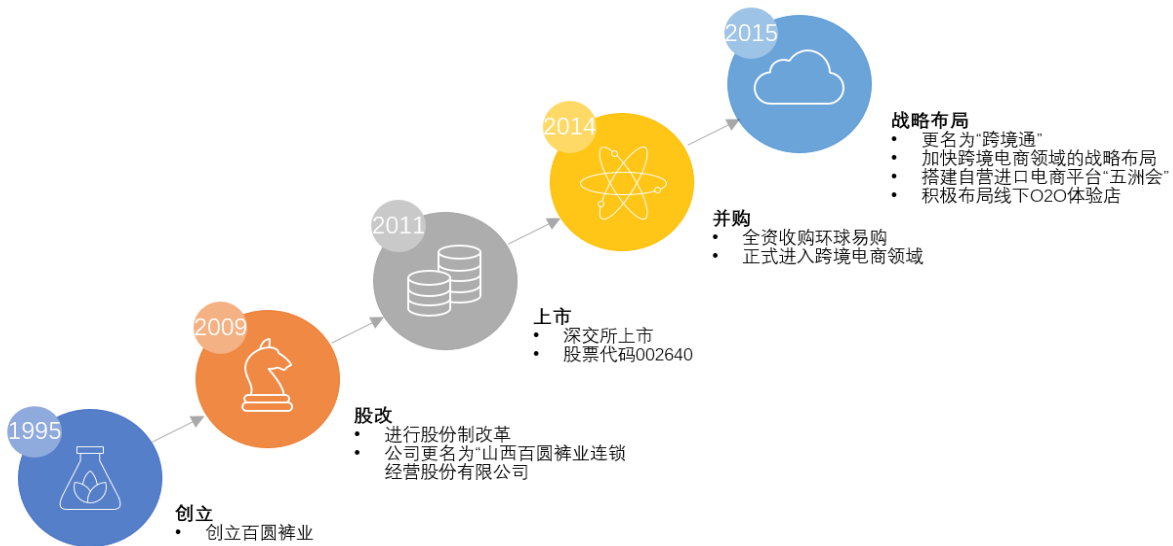 2015
战略布局
• 更名为“跨境通”
• 加快跨境电商领域的战略布局
• 搭建自营进口电商平台“五洲会”
• 积极布局线下O2O体验店
2014
并购
• 全资收购环球易购
• 正式进入跨境电商领域
2011
上市
• 深交所上市
• 股票代码002640
2009
股改
• 进行股份制改革
• 公司更名为“山西百圆裤业连锁
经营股份有限公司
1995
创立
• 创立百圆裤业